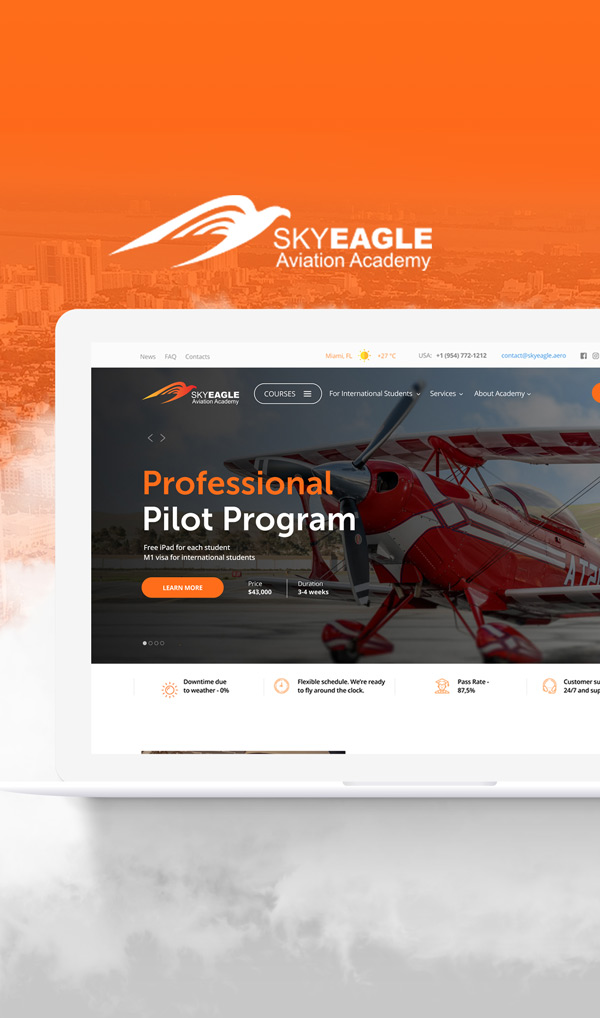 SKYEAGLE
Aviation Academy
News FAQ Contacts
Miami, FL +27 °C
USA: +1 (954) 772-1212
contact@skyeagle.aero
SKYEAGLE
Aviation Academy
COURSES
For International Students
Services
About Academy
Professional
Pilot Program
Free iPad for each student
M1 visa for international students
LEARN MORE
Price
$43,000
Duration
3-4 weeks
Downtime due
to weather - 0%
Flexible schedule. We're ready
to fly around the clock.
Pass Rate -
87,5%
Customer su
24/7 and sup